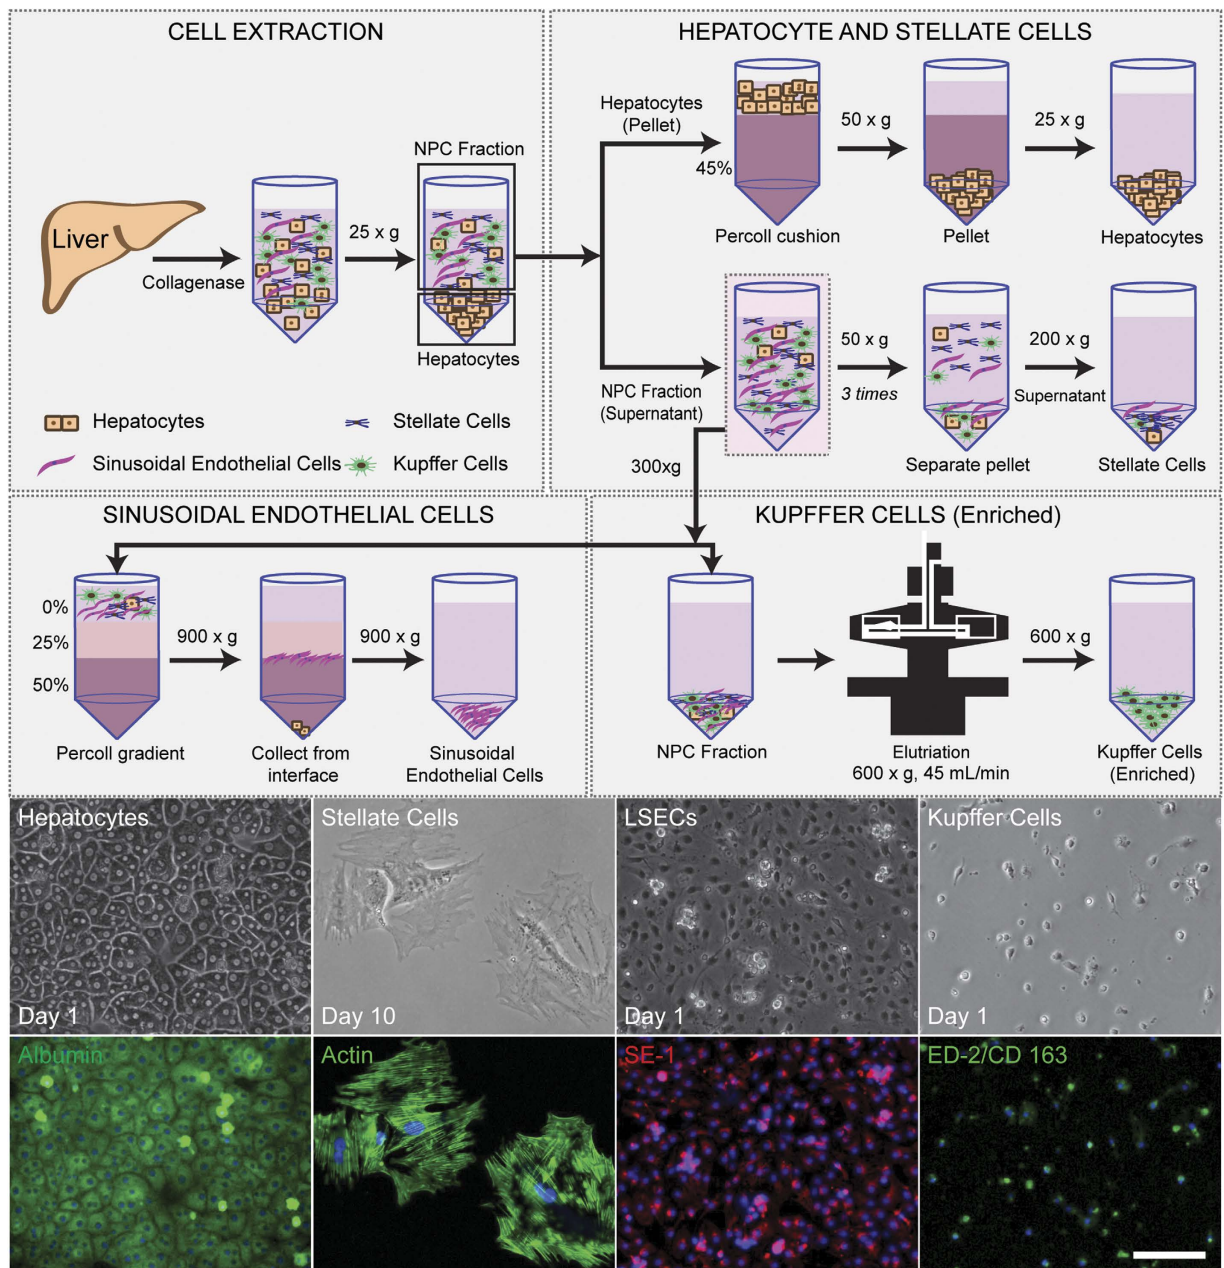 CELL EXTRACTION
Liver
Collagenase
25 x g
NPC Fraction
Hepatocytes
Hepatocytes
Stellate Cells
Sinusoidal Endothelial Cells
Kupffer Cells
HEPATOCYTE AND STELLATE CELLS
Hepatocytes
(Pellet)
45%
Percoll cushion
50 x g
Pellet
25 x g
Hepatocytes
NPC Fraction
(Supernatant)
300xg
50 x g
3 times
Separate pellet
200 x g
Supernatant
Stellate Cells
SINUSOIDAL ENDOTHELIAL CELLS
0%
25%
50%
Percoll gradient
900 x g
Collect from
interface
900 x g
Sinusoidal
Endothelial Cells
KUPFFER CELLS (Enriched)
NPC Fraction
Elutriation
600 x g, 45 mL/min
600 x g
Kupffer Cells
(Enriched)
Hepatocytes
Day 1
Stellate Cells
Day 10
LSECs
Day 1
Kupffer Cells
Day 1
Albumin
Actin
SE-1
ED-2/CD 163